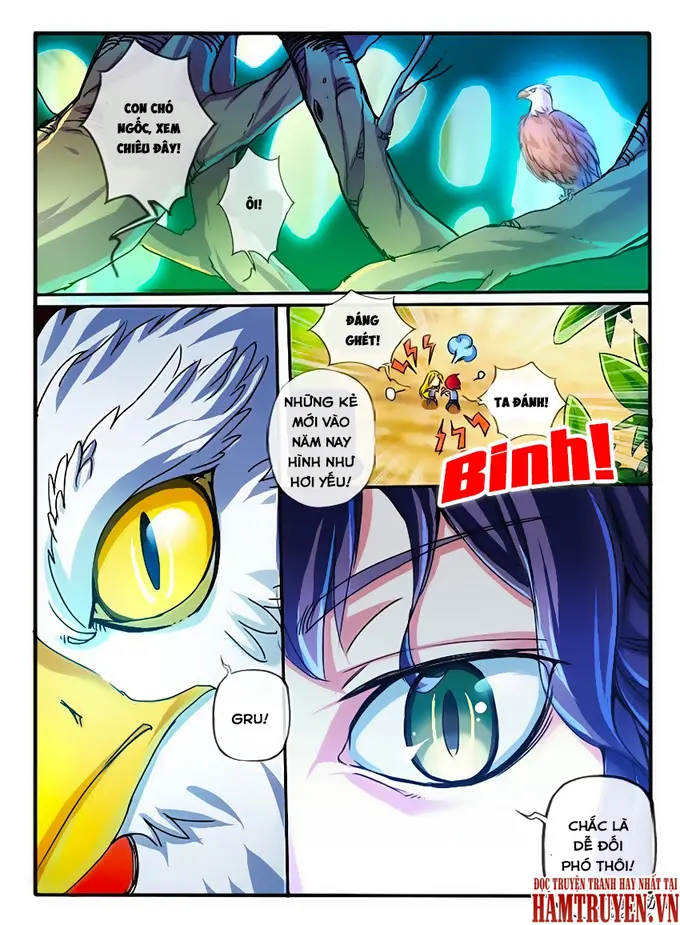 CON CHÓ
NGỐC, XEM
CHIÊU ĐÂY!
ÔI!
ĐÁNG
GHÉT!
TA ĐÁNH!
Binh!
NHỮNG KẺ
MỚI VÀO
NĂM NAY
HÌNH NHƯ
HƠI YẾU!
GRU!
CHẮC LÀ
DỄ ĐỐI
PHÓ THÔI!
ĐỌC TRUYỆN TRANH HAY NHẤT TẠI
HAMTRUYEN.VN